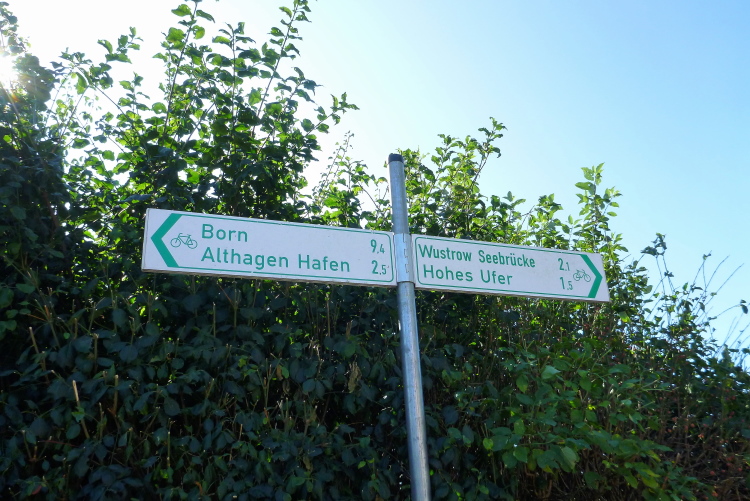 Born 9,4
Althagen Hafen 2,5
Wustrow Seebrücke 2,1
Hohes Ufer 1,5